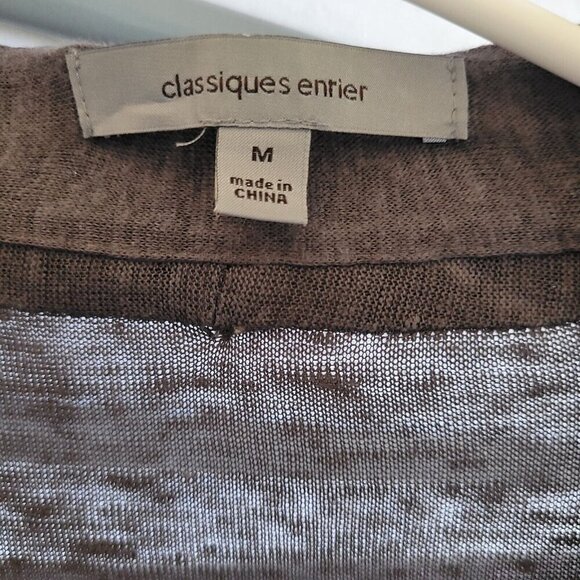 classiques entier
M
made in
CHINA